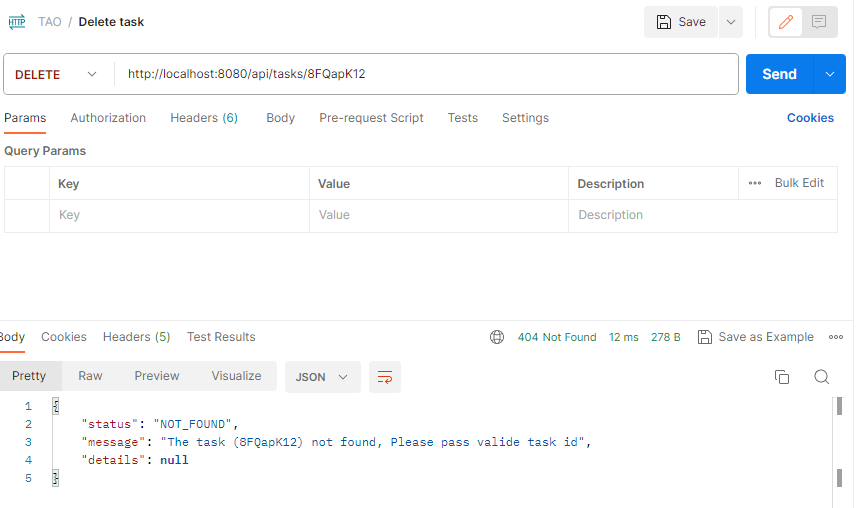 HTTP TAO / Delete task Save
DELETE http://localhost:8080/api/tasks/8FQapK12 Send
Params Authorization Headers (6) Body Pre-request Script Tests Settings Cookies
Query Params
Key Value Description ••• Bulk Edit
Key Value Description
Body Cookies Headers (5) Test Results 404 Not Found 12 ms 278 B Save as Example
Pretty Raw Preview Visualize JSON
1 {
2 "status": "NOT_FOUND",
3 "message": "The task (8FQapK12) not found, Please pass valide task id",
4 "details": null
5 }